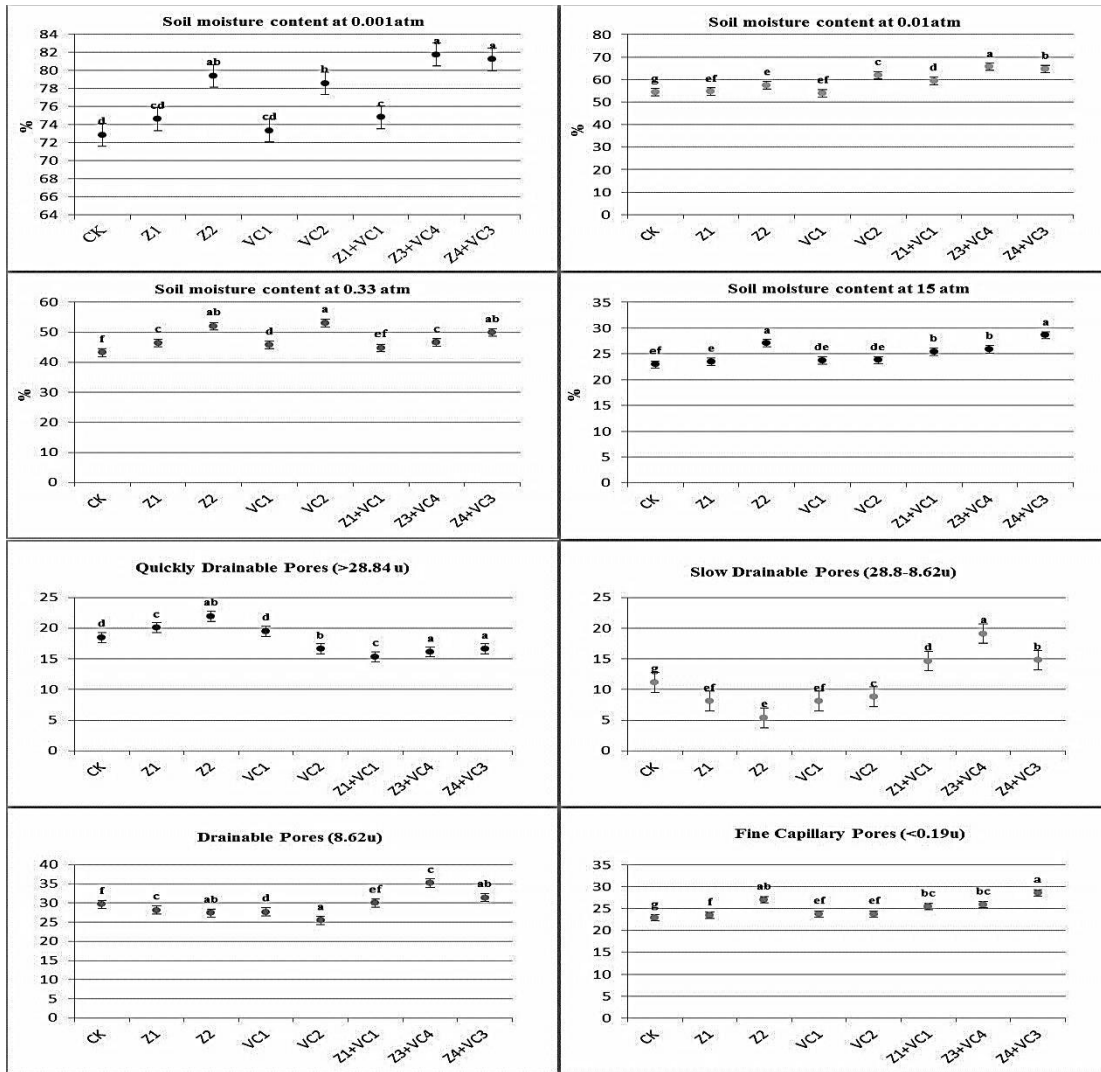 Soil moisture content at 0.001atm
84
82
80
78
76
74
72
70
68
66
64
%
d cd ab cd b c a a
CK Z1 Z2 VC1 VC2 Z1+VC1 Z3+VC4 Z4+VC3
Soil moisture content at 0.01atm
80
70
60
50
40
30
20
10
0
%
g ef e ef c d a b
CK Z1 Z2 VC1 VC2 Z1+VC1 Z3+VC4 Z4+VC3
Soil moisture content at 0.33 atm
60
50
40
30
20
10
0
%
f c ab d a ef c ab
CK Z1 Z2 VC1 VC2 Z1+VC1 Z3+VC4 Z4+VC3
Soil moisture content at 15 atm
35
30
25
20
15
10
5
0
%
ef e a de de b b a
CK Z1 Z2 VC1 VC2 Z1+VC1 Z3+VC4 Z4+VC3
Quickly Drainable Pores (>28.84 u)
25
20
15
10
5
0
d c ab d b c a a
CK Z1 Z2 VC1 VC2 Z1+VC1 Z3+VC4 Z4+VC3
Slow Drainable Pores (28.8-8.62u)
25
20
15
10
5
0
g ef e ef c d a b
CK Z1 Z2 VC1 VC2 Z1+VC1 Z3+VC4 Z4+VC3
Drainable Pores (8.62u)
40
35
30
25
20
15
10
5
0
f c ab d a ef c ab
CK Z1 Z2 VC1 VC2 Z1+VC1 Z3+VC4 Z4+VC3
Fine Capillary Pores (<0.19u)
35
30
25
20
15
10
5
0
g f ab ef ef bc bc a
CK Z1 Z2 VC1 VC2 Z1+VC1 Z3+VC4 Z4+VC3